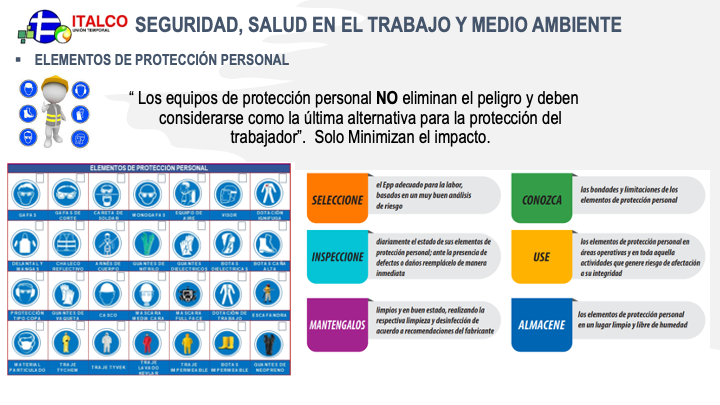 ITALCO
UNIÓN TEMPORAL
SEGURIDAD, SALUD EN EL TRABAJO Y MEDIO AMBIENTE
▪ ELEMENTOS DE PROTECCIÓN PERSONAL
“ Los equipos de protección personal NO eliminan el peligro y deben
considerarse como la última alternativa para la protección del
trabajador”. Solo Minimizan el impacto.
ELEMENTOS DE PROTECCIÓN PERSONAL
GAFAS
GAFAS DE
CORTE
CARETA DE
SOLDAR
MONOGAFAS
EQUIPO DE
AIRE
VISOR
DOTACIÓN
IGNIFUGA
DELANTAL Y
MANGAS
CHALECO
REFLECTIVO
ARNÉS DE
CUERPO
GUANTES DE
NITRILO
GUANTES
DIELECTRICOS
BOTAS
DIELECTRICAS
BOTAS CAÑA
ALTA
PROTECCIÓN
TIPO COPA
GUANTES DE
VAQUETA
CASCO
MASCARA
MEDIA CARA
MASCARA
FULL FACE
DOTACIÓN DE
TRABAJO
ESCAFANDRA
MATERIAL
PARTICULADO
TRAJE
TYCHEM
TRAJE TYVEK
TRAJE
LAVADO
KEVLAR
TRAJE
IMPERMEABLE
BOTAS
IMPERMEABLE
GUANTES DE
NEOPRENO
SELECCIONE
el Epp adecuado para la labor,
basados en un muy buen análisis
de riesgo
CONOZCA
las bondades y limitaciones de los
elementos de protección personal
INSPECCIONE
diariamente el estado de sus elementos de
protección personal; ante la presencia de
defectos o daños reemplácelo de manera
inmediata
USE
los elementos de protección personal en
áreas operativas y en toda aquella
actividades que genere riesgo de afectación
a su integridad
MANTENGALOS
limpios y en buen estado, realizando la
respectiva limpieza y desinfección de
acuerdo a recomendaciones del fabricante
ALMACENE
los elementos de protección personal
en un lugar limpio y libre de humedad